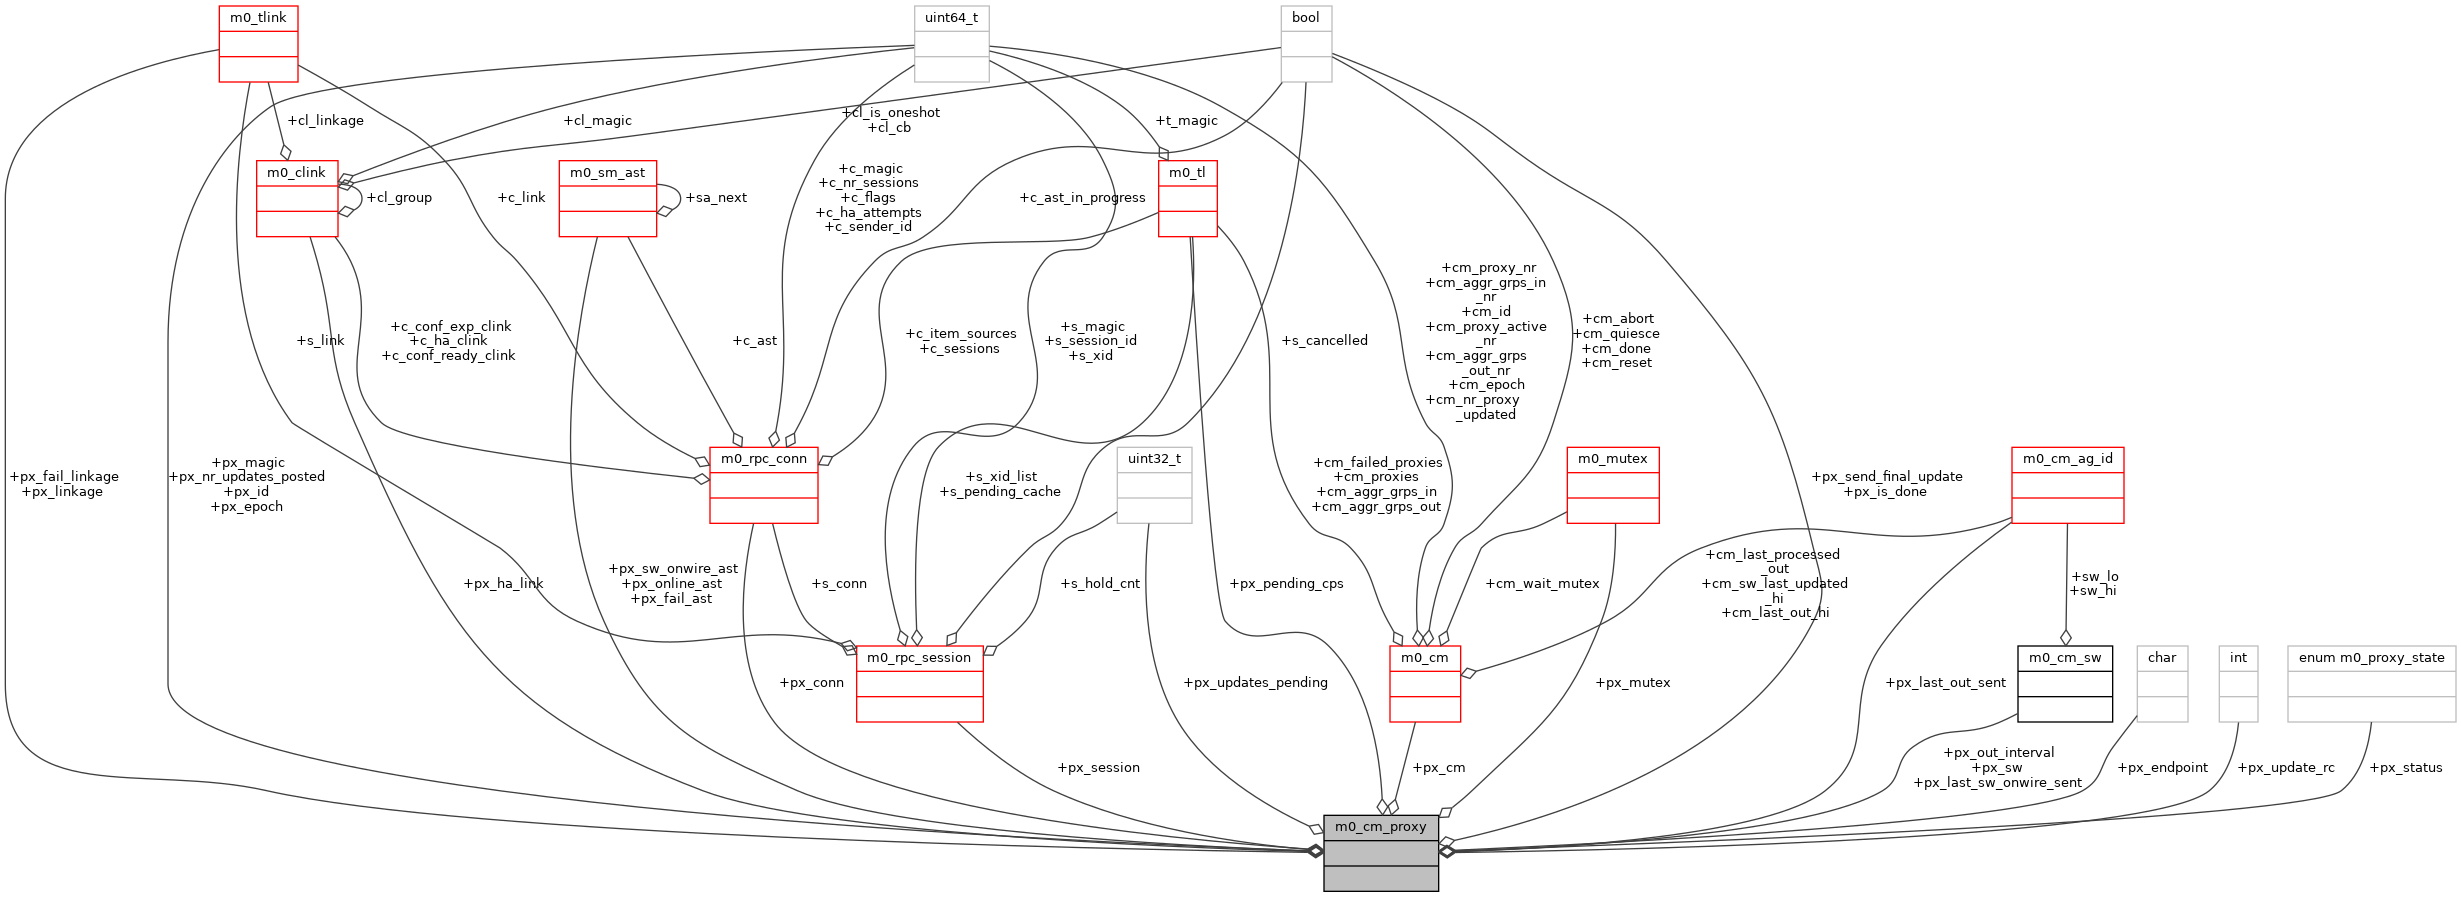 m0_tlink
uint64_t
bool
+cl_is_oneshot
+cl_cb
+cl_linkage
+cl_magic
+t_magic
m0_clink
m0_sm_ast
m0_tl
+c_magic
+c_nr_sessions
+c_flags
+c_ha_attempts
+c_sender_id
+cl_group
+c_link
+sa_next
+c_ast_in_progress
+cm_proxy_nr
+cm_aggr_grps_in
_nr
+cm_id
+cm_proxy_active
_nr
+cm_aggr_grps
_out_nr
+cm_epoch
+cm_nr_proxy
_updated
+cm_abort
+cm_quiesce
+cm_done
+cm_reset
+s_link
+c_conf_exp_clink
+c_ha_clink
+c_conf_ready_clink
+c_ast
+c_item_sources
+c_sessions
+s_magic
+s_session_id
+s_xid
+s_cancelled
m0_rpc_conn
uint32_t
m0_mutex
m0_cm_ag_id
+px_fail_linkage
+px_linkage
+px_magic
+px_nr_updates_posted
+px_id
+px_epoch
+s_xid_list
+s_pending_cache
+cm_failed_proxies
+cm_proxies
+cm_aggr_grps_in
+cm_aggr_grps_out
+px_send_final_update
+px_is_done
+px_ha_link
+px_sw_onwire_ast
+px_online_ast
+px_fail_ast
+s_conn
+s_hold_cnt
+px_pending_cps
+cm_wait_mutex
+cm_last_processed
_out
+cm_sw_last_updated
_hi
+cm_last_out_hi
+sw_lo
+sw_hi
m0_rpc_session
m0_cm
m0_cm_sw
char
int
enum m0_proxy_state
+px_conn
+px_updates_pending
+px_mutex
+px_last_out_sent
+px_session
+px_cm
+px_out_interval
+px_sw
+px_last_sw_onwire_sent
+px_endpoint
+px_update_rc
+px_status
m0_cm_proxy